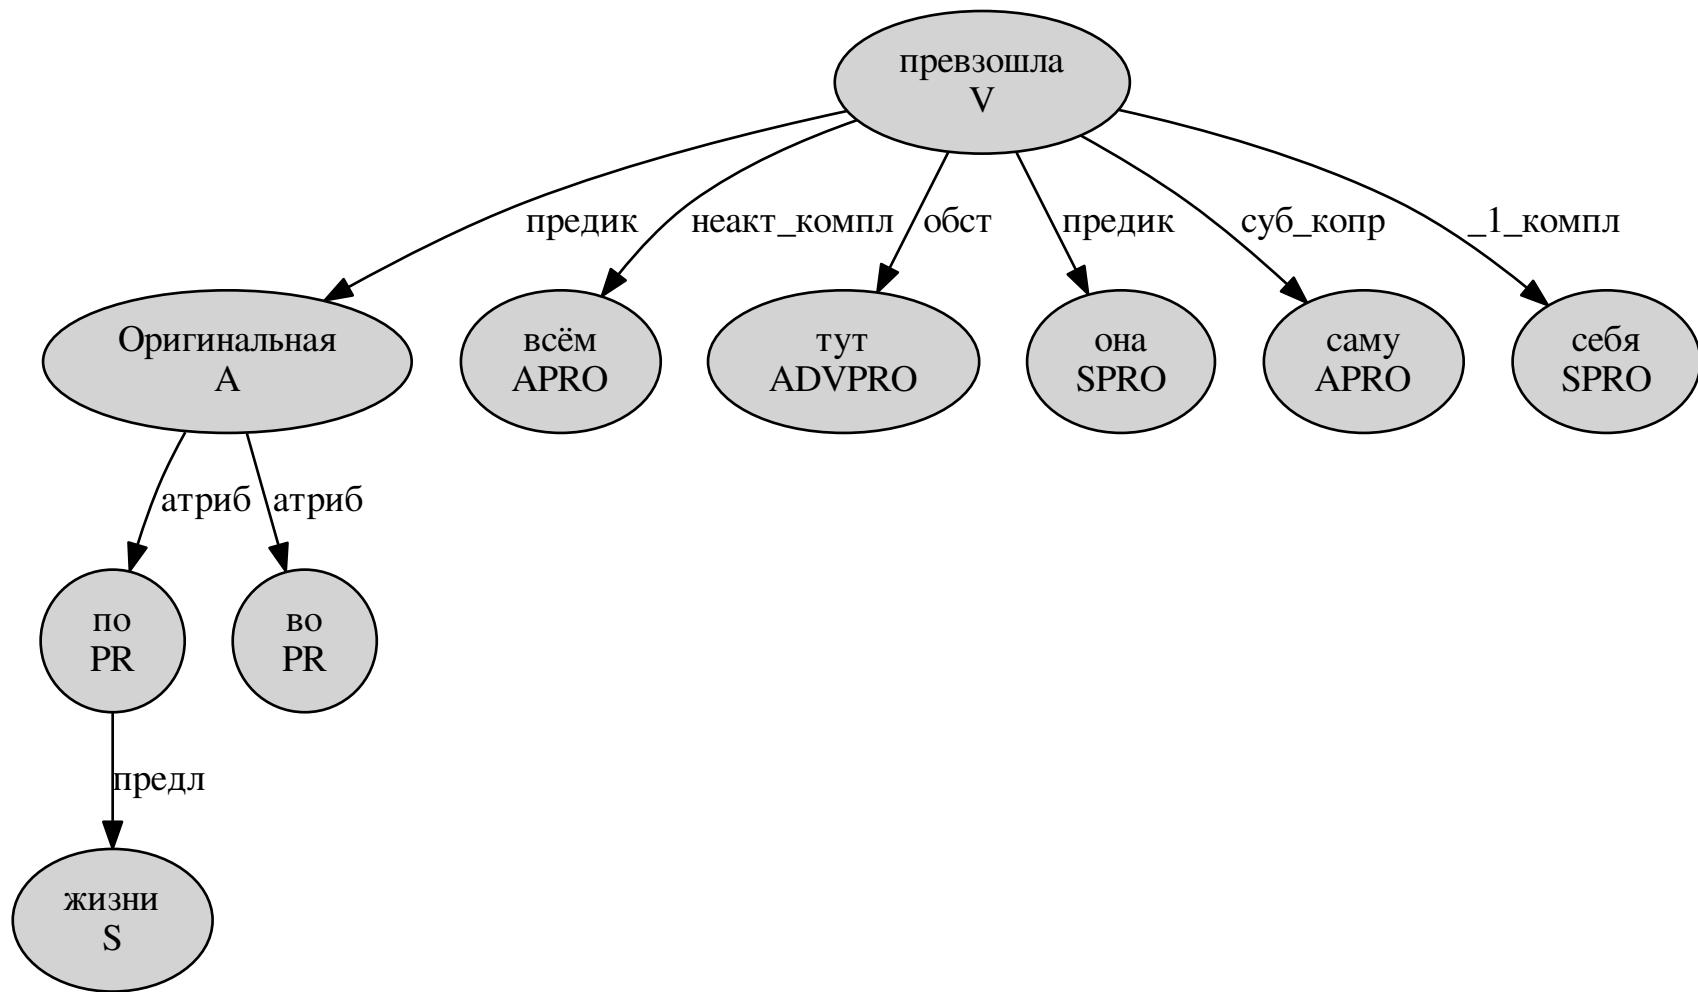 превзошла
V
предик
неакт_компл
обст
предик
суб_копр
_1_компл
Оригинальная
A
всём
APRO
тут
ADVPRO
она
SPRO
саму
APRO
себя
SPRO
атриб
атриб
по
PR
во
PR
предл
жизни
S